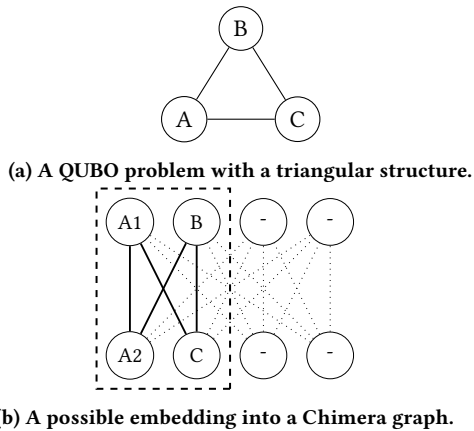 B
A C
(a) A QUBO problem with a triangular structure.
A1 B - -
A2 C - -
(b) A possible embedding into a Chimera graph.